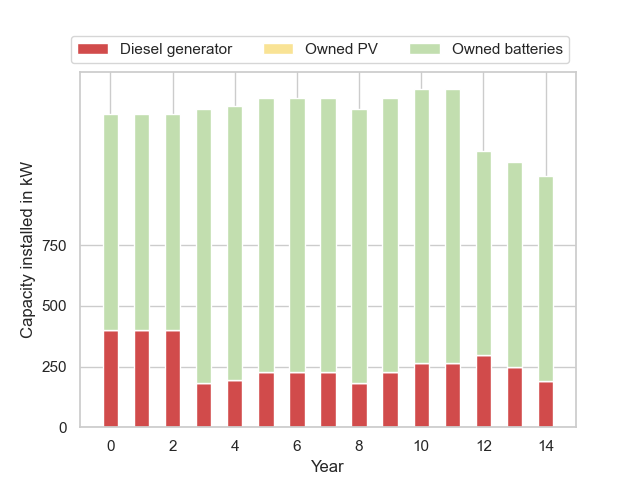 Diesel generator Owned PV Owned batteries
Capacity installed in kW
750
500
250
0
0 2 4 6 8 10 12 14
Year